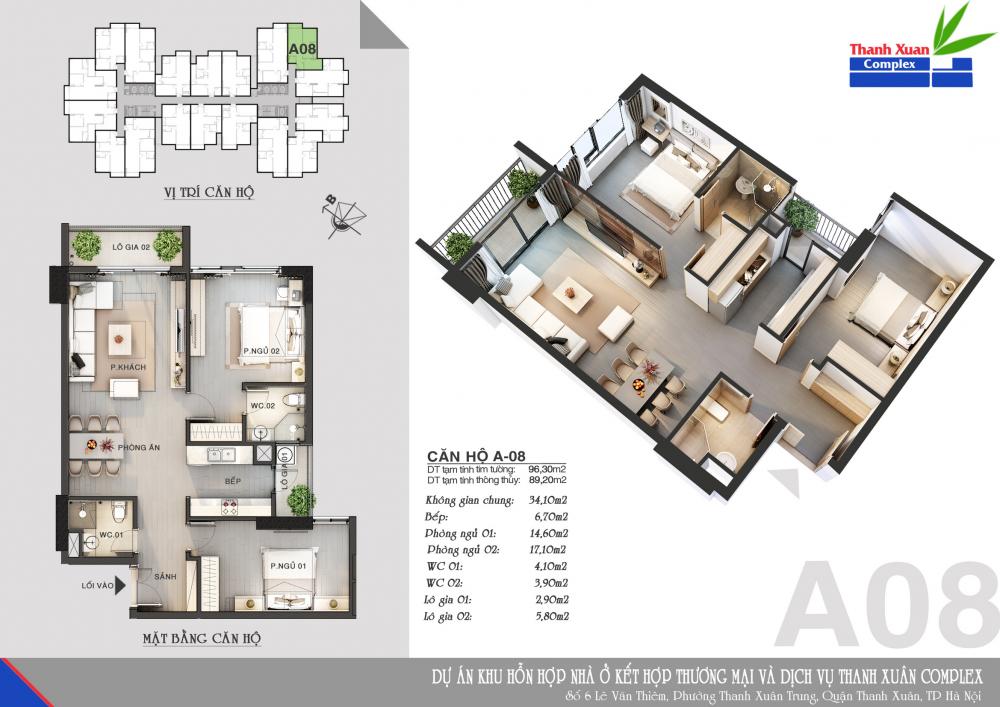 A08
VỊ TRÍ CĂN HỘ
B
LÔ GIA 02
P.KHÁCH
P.NGỦ 02
WC.02
PHÒNG ĂN
BẾP
LÔ GIA 01
WC.01
P.NGỦ 01
SẢNH
LỐI VÀO
MẶT BẰNG CĂN HỘ
Thanh Xuan
Complex
CĂN HỘ A-08
DT tạm tính tim tường: 96,30m2
DT tạm tính thông thủy: 89,20m2
Không gian chung: 34,10m2
Bếp: 6,70m2
Phòng ngủ 01: 14,60m2
Phòng ngủ 02: 17,10m2
WC 01: 4,10m2
WC 02: 3,90m2
Lô gia 01: 2,90m2
Lô gia 02: 5,80m2
A08
DỰ ÁN KHU HỖN HỢP NHÀ Ở KẾT HỢP THƯƠNG MẠI VÀ DỊCH VỤ THANH XUÂN COMPLEX
Số 6 Lê Văn Thiêm, Phường Thanh Xuân Trung, Quận Thanh Xuân, TP Hà Nội